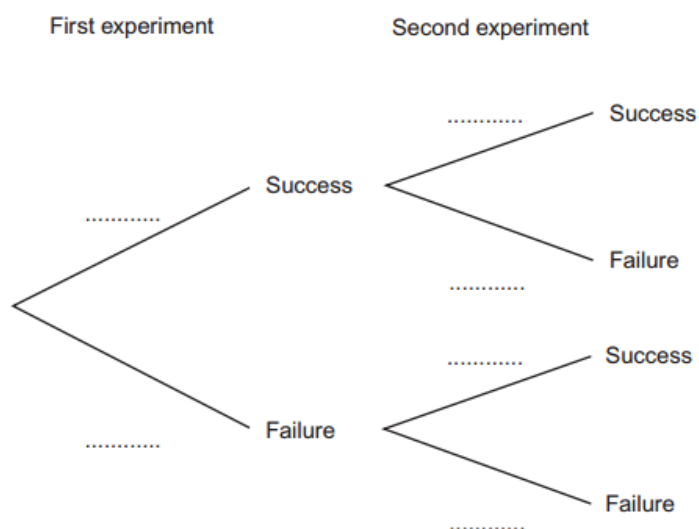 First experiment Second experiment
............ Success
Success
............
Failure
............
............ Success
Failure
............
Failure
............